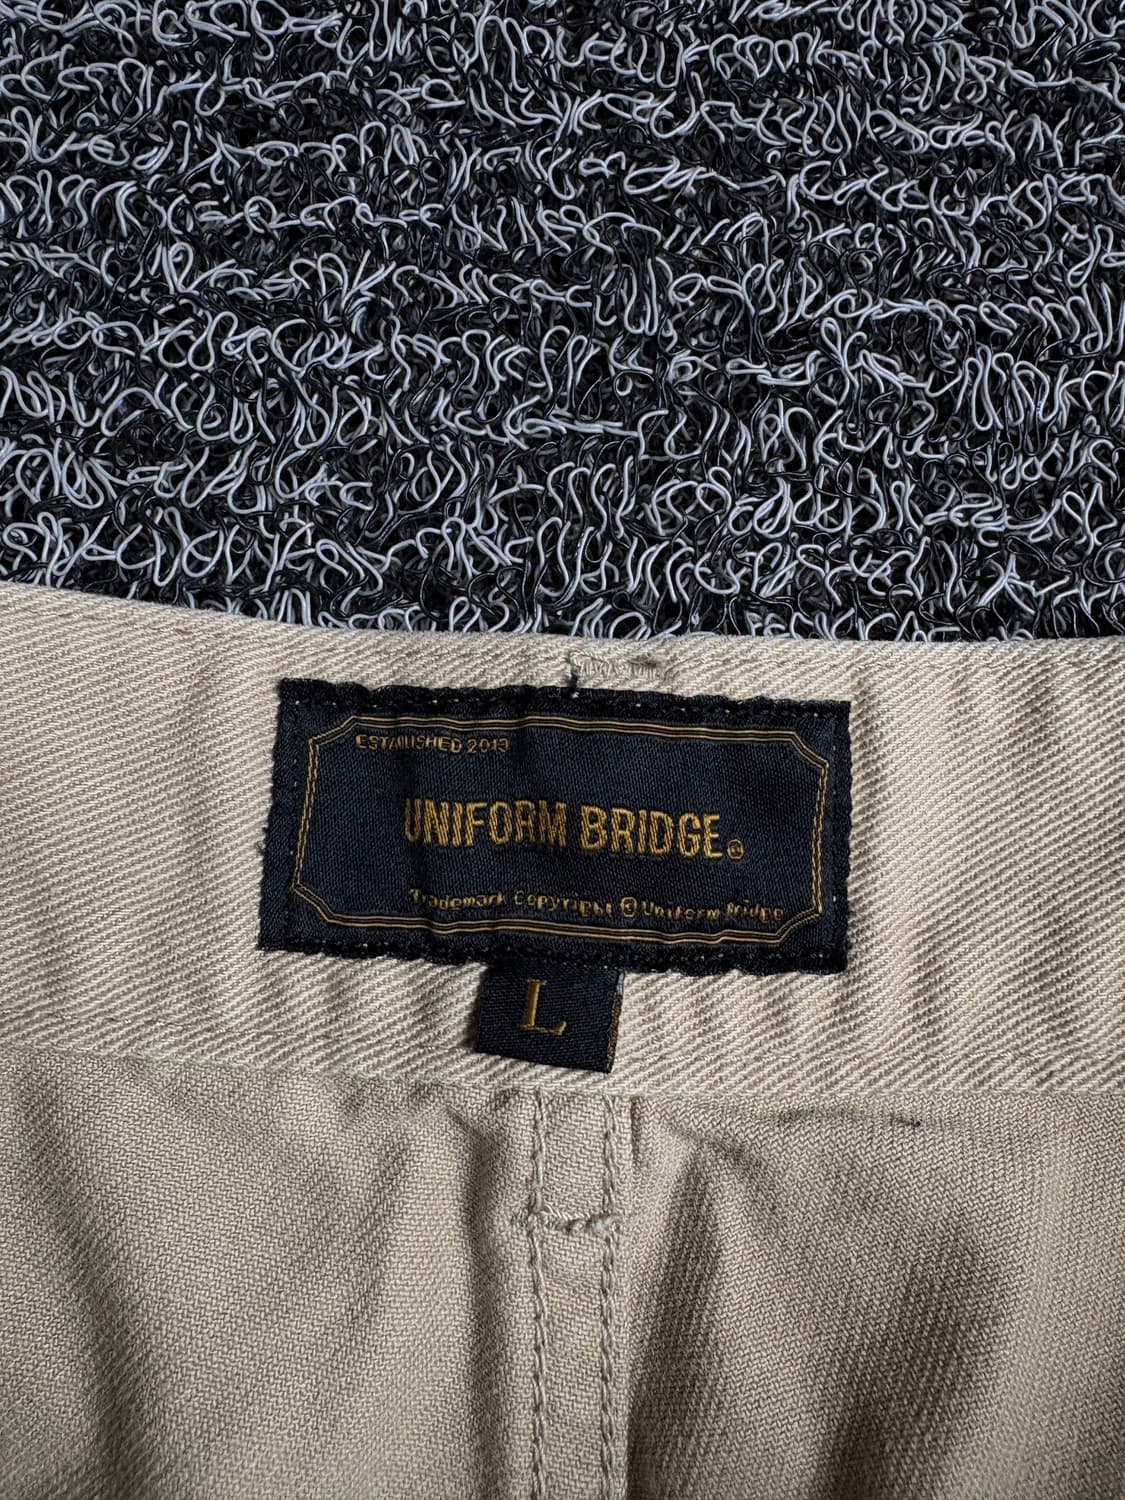 ESTABLISHED 2013
UNIFORM BRIDGE®
Trademark Copyright © Uniform Bridge
L